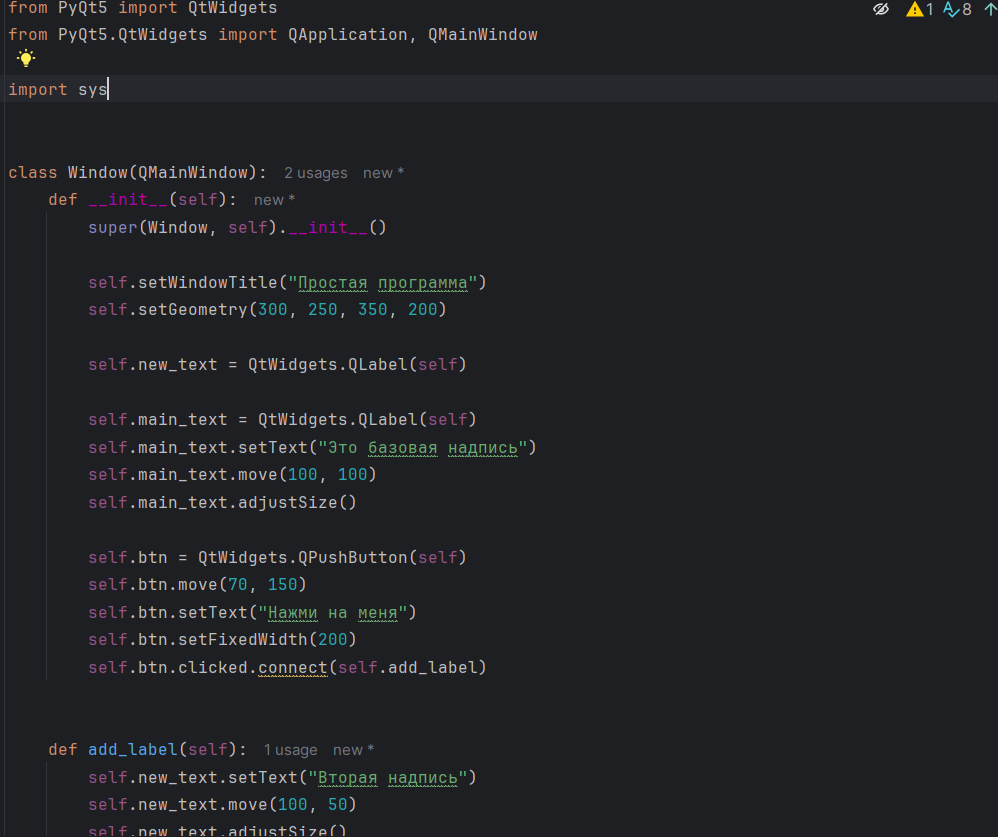 from PyQt5 import QtWidgets
1 8
from PyQt5.QtWidgets import QApplication, QMainWindow
import sys
class Window(QMainWindow): 2 usages new *
def __init__(self): new *
super(Window, self).__init__()
self.setWindowTitle("Простая программа")
self.setGeometry(300, 250, 350, 200)
self.new_text = QtWidgets.QLabel(self)
self.main_text = QtWidgets.QLabel(self)
self.main_text.setText("Это базовая надпись")
self.main_text.move(100, 100)
self.main_text.adjustSize()
self.btn = QtWidgets.QPushButton(self)
self.btn.move(70, 150)
self.btn.setText("Нажми на меня")
self.btn.setFixedWidth(200)
self.btn.clicked.connect(self.add_label)
def add_label(self): 1 usage new *
self.new_text.setText("Вторая надпись")
self.new_text.move(100, 50)
self.new_text.adjustSize()